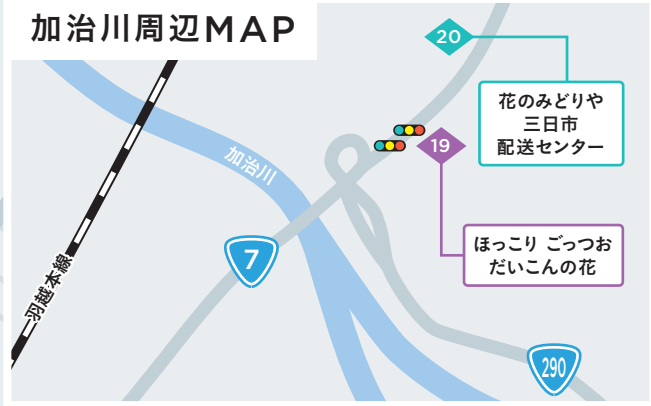 加治川周辺MAP
20
花のみどりや
三日市
配送センター
19
加治川
7
ほっこり ごっつお
だいこんの花
羽越本線
290